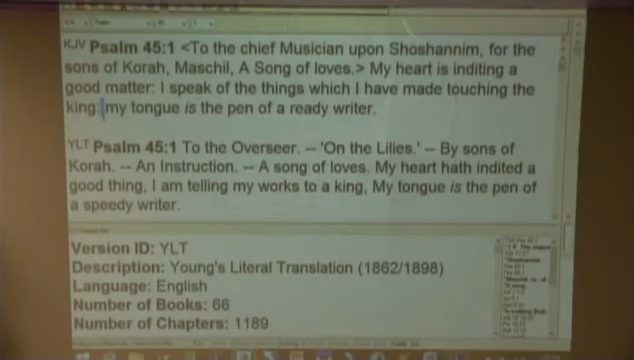 KJV Psalm 45:1 <To the chief Musician upon Shoshannim, for the
sons of Korah, Maschil, A Song of loves.> My heart is inditing a
good matter: I speak of the things which I have made touching the
king: my tongue is the pen of a ready writer.
YLT Psalm 45:1 To the Overseer. -- 'On the Lilies.' -- By sons of
Korah. -- An Instruction. -- A song of loves. My heart hath indited a
good thing, I am telling my works to a king, My tongue is the pen of
a speedy writer.
Version ID: YLT
Description: Young's Literal Translation (1862/1898)
Language: English
Number of Books: 66
Number of Chapters: 1189